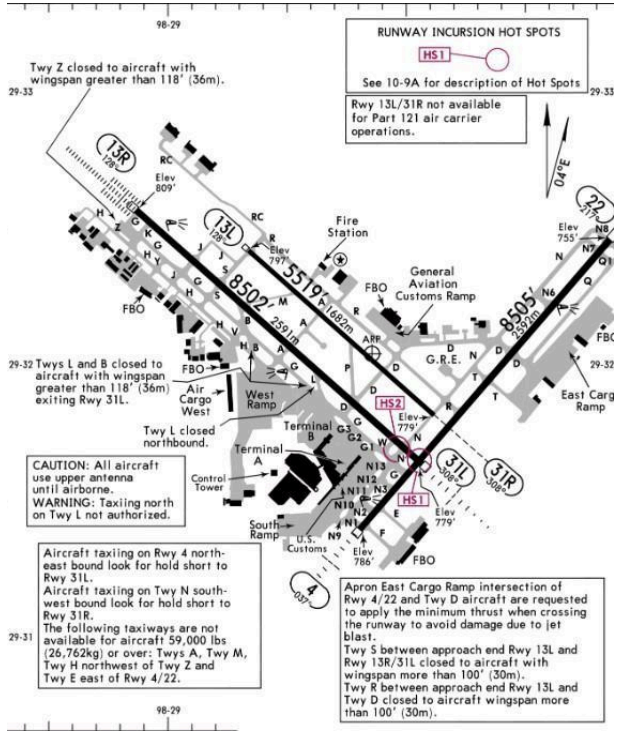 98-29
RUNWAY INCURSION HOT SPOTS
HS1
See 10-9A for description of Hot Spots
Twy Z closed to aircraft with
wingspan greater than 118' (36m).
29-33
29-33
Rwy 13L/31R not available
for Part 121 air carrier
operations.
04°E
13R
128°
RC
Elev
809'
13L
128°
RC
R
Elev
797'
Fire
Station
22
217°
Elev
755'
N8
N7
Q1
H
Z
G
K
G
H
Y
J
J
J
S
G
H
S
M
A
R
N
N6
Q
Q
5519'
1682m
8502'
2591m
8505'
2592m
FBO
General
Aviation
Customs Ramp
FBO
FBO
H
V
B
H
B
A
A
G
L
ARP
P
D
D
D
D
D
G.R.E.
N
T
T
R
29-32
29-32
Twys L and B closed to
aircraft with wingspan
greater than 118' (36m)
exiting Rwy 31L.
FBO
Air
Cargo
West
West
Ramp
East Cargo
Ramp
Twy L closed
northbound.
Elev
779'
HS2
D
G
G3
G2
G1
W
N
N
Terminal
B
Terminal
A
31L
308°
31R
308°
HS1
N13
N12
N11
N10
N3
N2
N1
N9
G
E
F
Elev
779'
CAUTION: All aircraft
use upper antenna
until airborne.
WARNING: Taxiing north
on Twy L not authorized.
Control
Tower
South
Ramp
U.S.
Customs
Elev
786'
FBO
4
037°
Aircraft taxiing on Rwy 4 north-
east bound look for hold short to
Rwy 31L.
Aircraft taxiing on Twy N south-
west bound look for hold short to
Rwy 31R.
The following taxiways are
not available for aircraft 59,000 lbs
(26,762kg) or over: Twys A, Twy M,
Twy H northwest of Twy Z and
Twy E east of Rwy 4/22.
29-31
Apron East Cargo Ramp intersection of
Rwy 4/22 and Twy D aircraft are requested
to apply the minimum thrust when crossing
the runway to avoid damage due to jet
blast.
Twy S between approach end Rwy 13L and
Rwy 13R/31L closed to aircraft with
wingspan more than 100' (30m).
Twy R between approach end Rwy 13L and
Twy D closed to aircraft wingspan more
than 100' (30m).
98-29